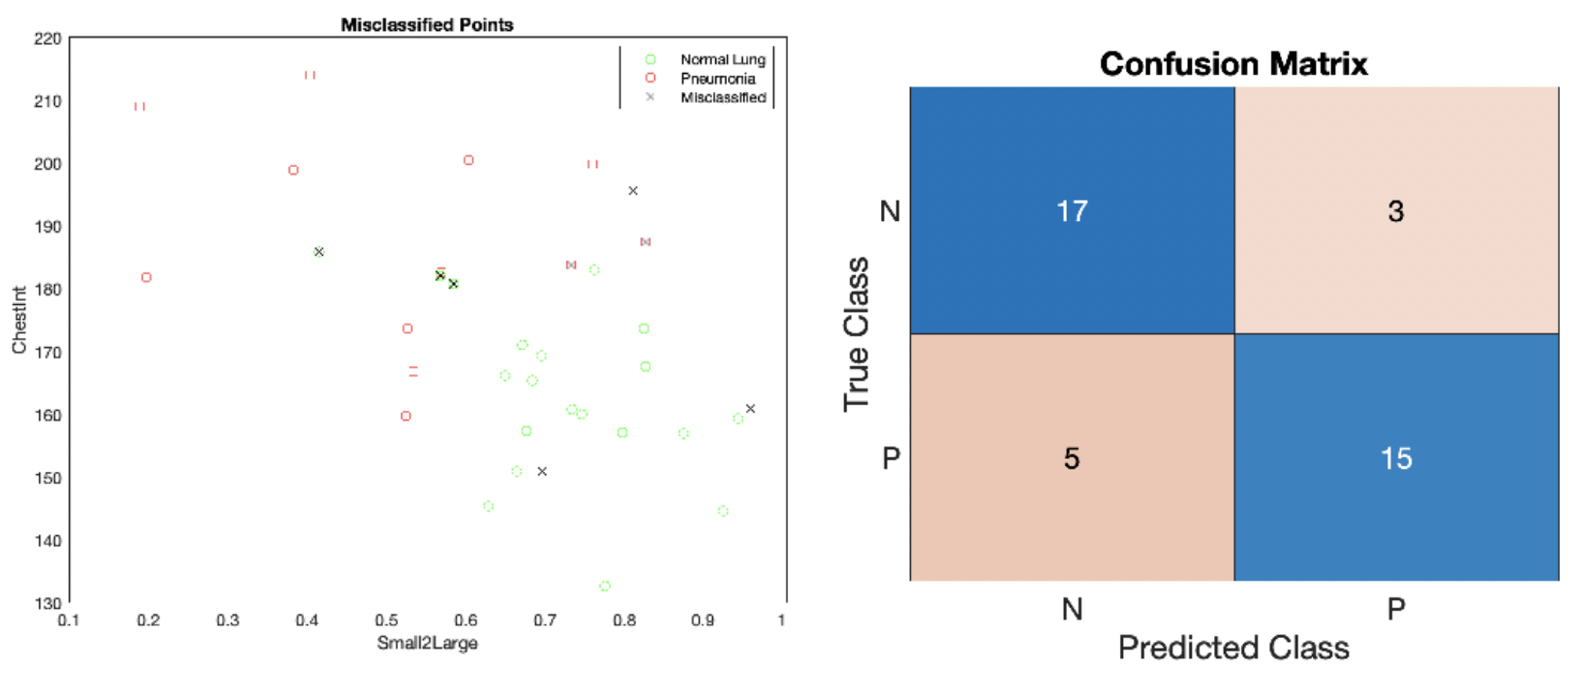 Misclassified Points
220
210
200
190
180
170
160
150
140
130
ChestInt
Normal Lung
Pneumonia
Misclassified
0.1 0.2 0.3 0.4 0.5 0.6 0.7 0.8 0.9 1
Small2Large
Confusion Matrix
True Class
N 17 3
P 5 15
N P
Predicted Class